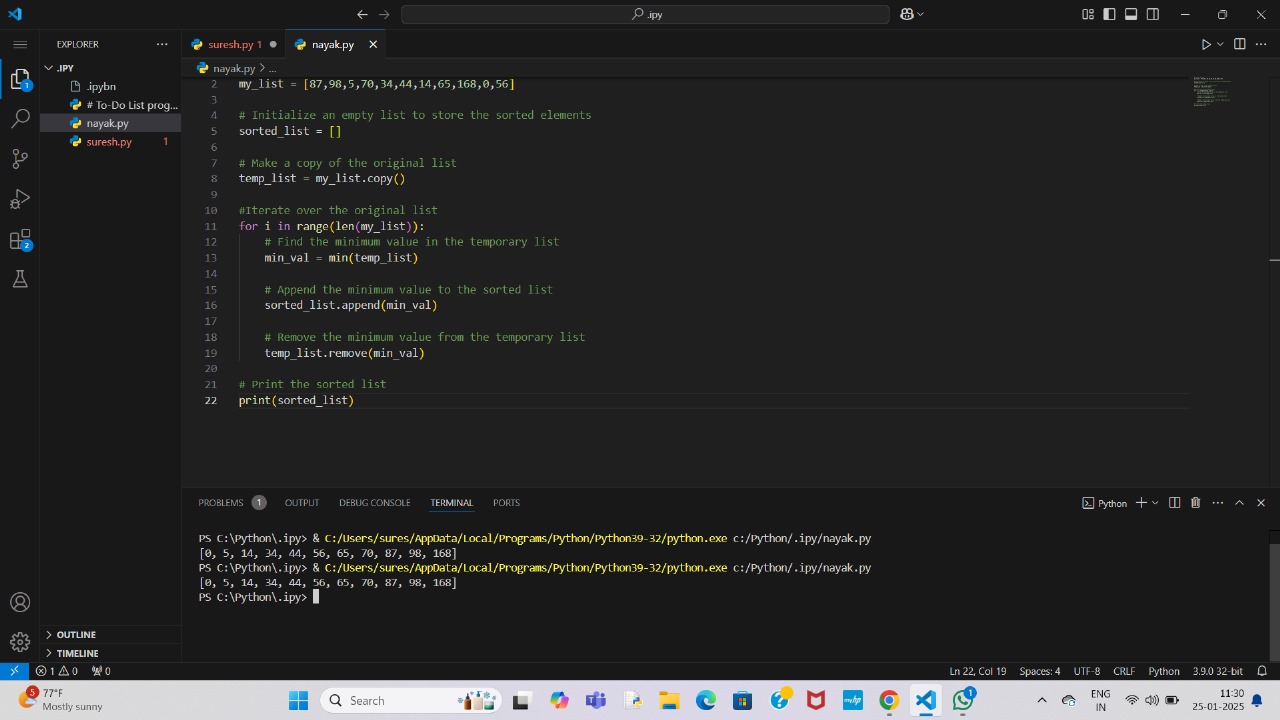 .ipy
EXPLORER
suresh.py 1
nayak.py
.IPY
nayak.py > ...
.ipybn
# To-Do List prog...
nayak.py
suresh.py 1
1
2
2 my_list = [87,98,5,70,34,44,14,65,168,0,56]
3
4 # Initialize an empty list to store the sorted elements
5 sorted_list = []
6
7 # Make a copy of the original list
8 temp_list = my_list.copy()
9
10 #Iterate over the original list
11 for i in range(len(my_list)):
12 # Find the minimum value in the temporary list
13 min_val = min(temp_list)
14
15 # Append the minimum value to the sorted list
16 sorted_list.append(min_val)
17
18 # Remove the minimum value from the temporary list
19 temp_list.remove(min_val)
20
21 # Print the sorted list
22 print(sorted_list)
PROBLEMS 1 OUTPUT DEBUG CONSOLE TERMINAL PORTS
Python
PS C:\Python\.ipy> & C:/Users/sures/AppData/Local/Programs/Python/Python39-32/python.exe c:/Python/.ipy/nayak.py
[0, 5, 14, 34, 44, 56, 65, 70, 87, 98, 168]
PS C:\Python\.ipy> & C:/Users/sures/AppData/Local/Programs/Python/Python39-32/python.exe c:/Python/.ipy/nayak.py
[0, 5, 14, 34, 44, 56, 65, 70, 87, 98, 168]
PS C:\Python\.ipy>
OUTLINE
TIMELINE
1 0 0 Ln 22, Col 19 Spaces: 4 UTF-8 CRLF Python 3.9.0 32-bit
5 77°F
Mostly sunny
Search
myhp
1
ENG
IN
11:30
25-01-2025